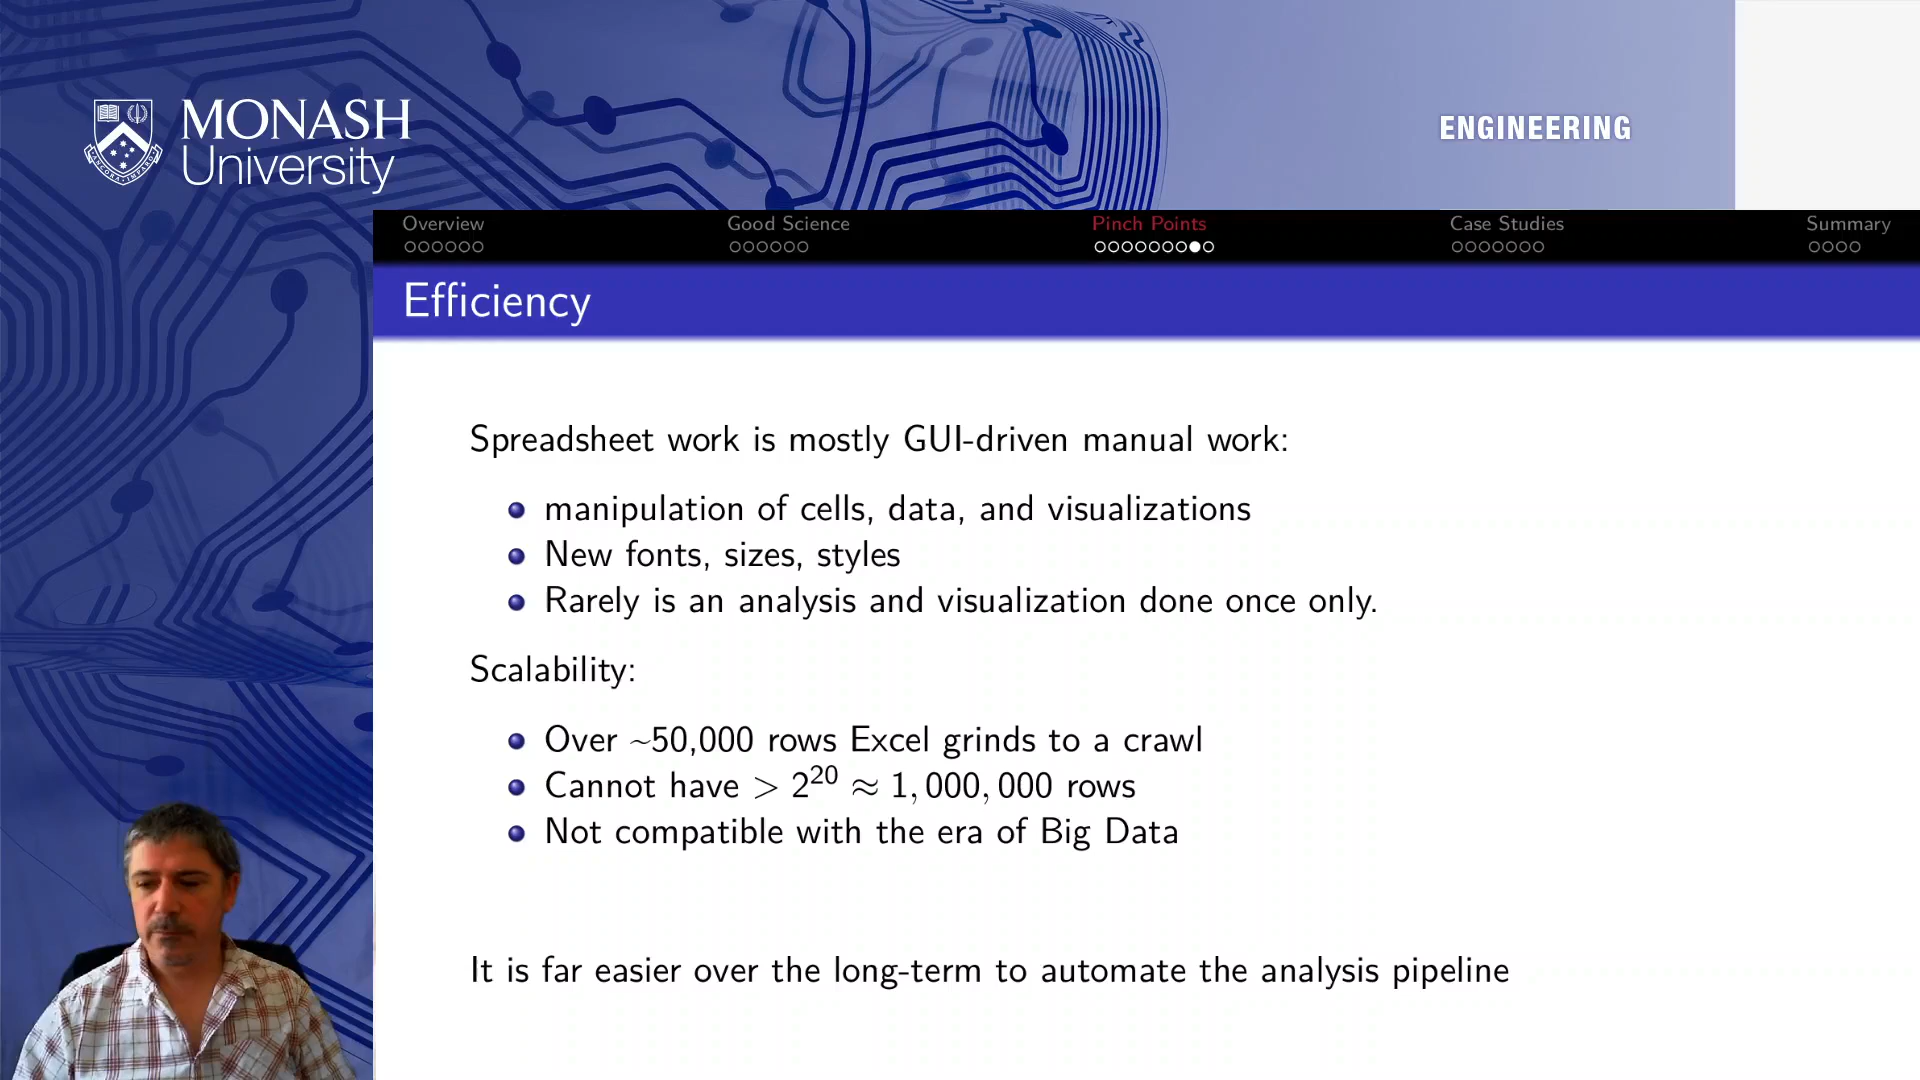 MONASH
University
ENGINEERING
Overview
Good Science
Pinch Points
Case Studies
Summary
Efficiency
Spreadsheet work is mostly GUI-driven manual work:
manipulation of cells, data, and visualizations
New fonts, sizes, styles
Rarely is an analysis and visualization done once only.
Scalability:
Over ~50,000 rows Excel grinds to a crawl
Cannot have > 2²⁰ ≈ 1,000,000 rows
Not compatible with the era of Big Data
It is far easier over the long-term to automate the analysis pipeline